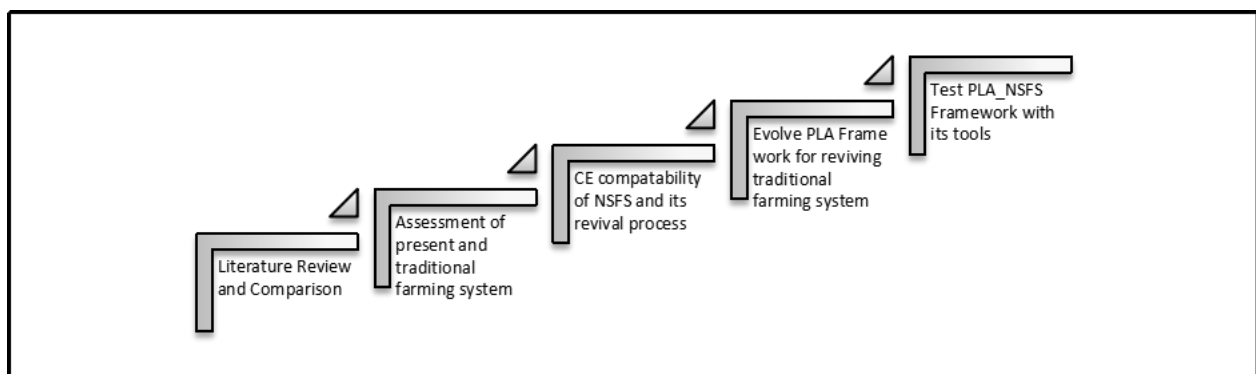 Literature Review
and Comparison
Assessment of
present and
traditional
farming system
CE compatability
of NSFS and its
revival process
Evolve PLA Frame
work for reviving
traditional
farming system
Test PLA_NSFS
Framework with
its tools